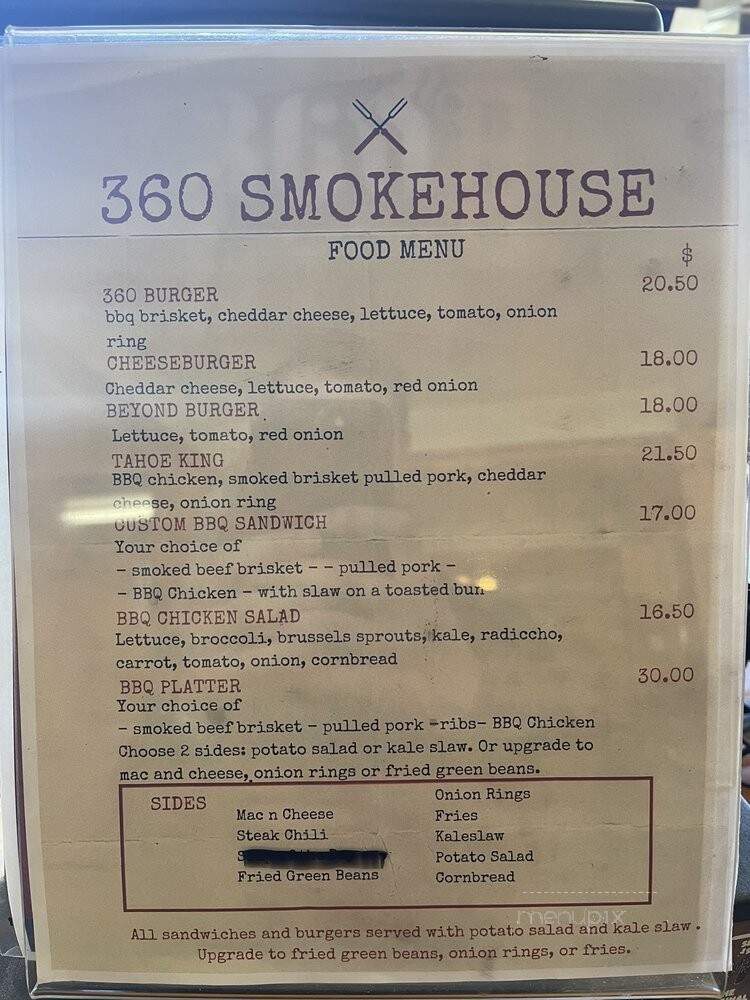 360 SMOKEHOUSE
FOOD MENU
$
360 BURGER 20.50
bbq brisket, cheddar cheese, lettuce, tomato, onion
ring
CHEESEBURGER 18.00
Cheddar cheese, lettuce, tomato, red onion
BEYOND BURGER 18.00
Lettuce, tomato, red onion
TAHOE KING 21.50
BBQ chicken, smoked brisket pulled pork, cheddar
cheese, onion ring
CUSTOM BBQ SANDWICH 17.00
Your choice of
- smoked beef brisket - - pulled pork -
- BBQ Chicken - with slaw on a toasted bun
BBQ CHICKEN SALAD 16.50
Lettuce, broccoli, brussels sprouts, kale, radiccho,
carrot, tomato, onion, cornbread
BBQ PLATTER 30.00
Your choice of
- smoked beef brisket - pulled pork -ribs- BBQ Chicken
Choose 2 sides: potato salad or kale slaw. Or upgrade to
mac and cheese, onion rings or fried green beans.
SIDES
Mac n Cheese
Steak Chili
Fried Green Beans
Onion Rings
Fries
Kaleslaw
Potato Salad
Cornbread
menupix
All sandwiches and burgers served with potato salad and kale slaw.
Upgrade to fried green beans, onion rings, or fries.